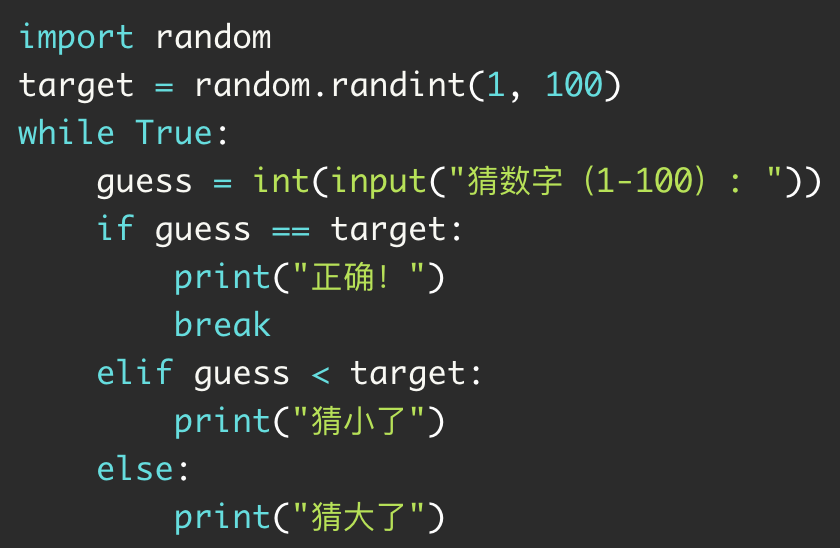 import random
target = random.randint(1, 100)
while True:
    guess = int(input("猜数字（1-100）: "))
    if guess == target:
        print("正确! ")
        break
    elif guess < target:
        print("猜小了")
    else:
        print("猜大了")